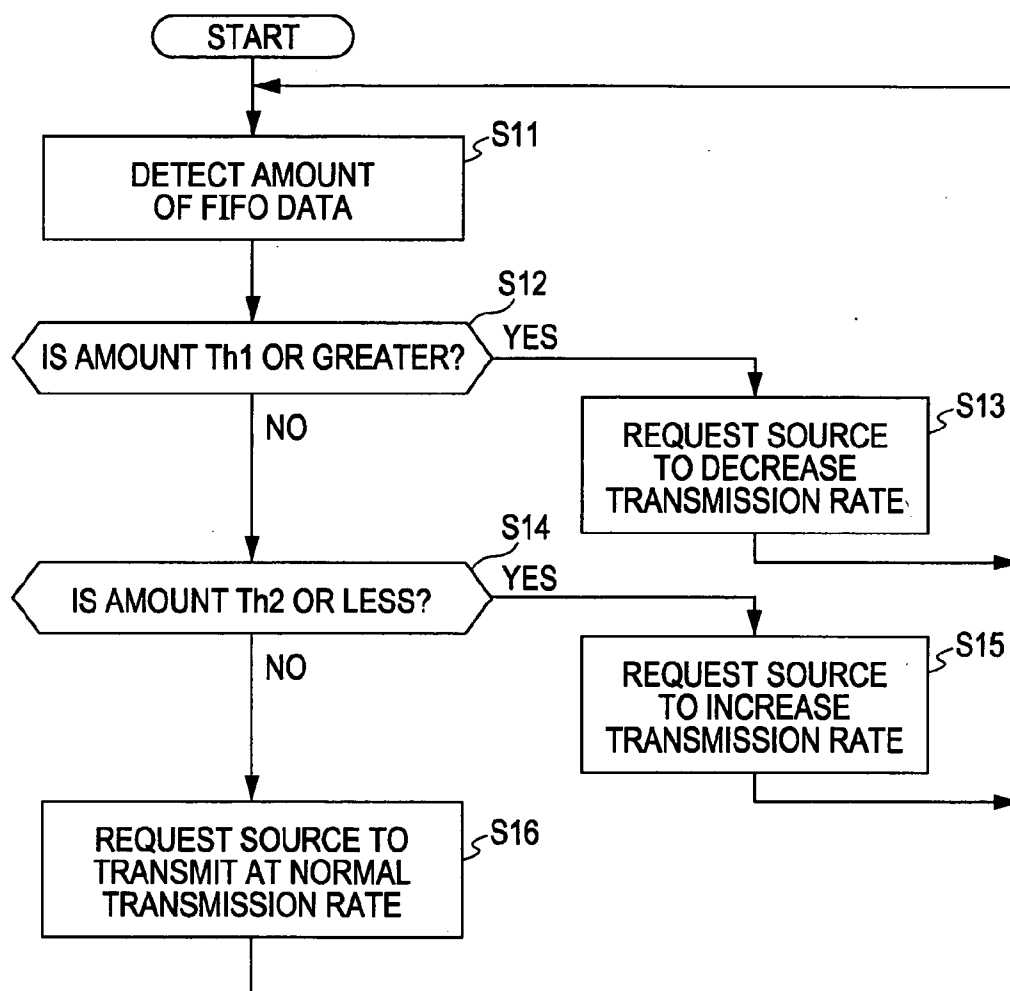 START
S11
DETECT AMOUNT
OF FIFO DATA
S12
IS AMOUNT Th1 OR GREATER?
YES
NO
S13
REQUEST SOURCE
TO DECREASE
TRANSMISSION RATE
S14
IS AMOUNT Th2 OR LESS?
YES
NO
S15
REQUEST SOURCE
TO INCREASE
TRANSMISSION RATE
S16
REQUEST SOURCE TO
TRANSMIT AT NORMAL
TRANSMISSION RATE